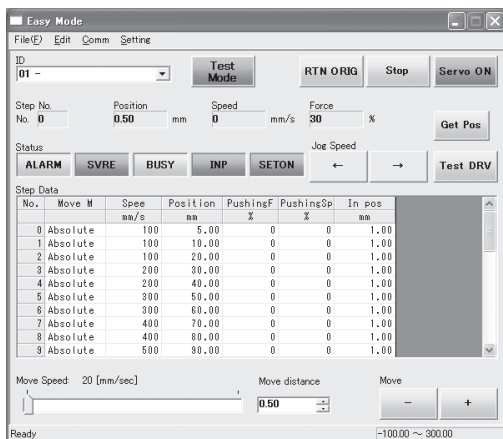 Easy Mode
File(F) Edit Comm Setting
ID
01 - Test Mode RTN ORIG Stop Servo ON
Step No. Position Speed Force
No. 0 0.50 mm 0 mm/s 30 % Get Pos
Status Jog Speed
ALARM SVRE BUSY INP SETON ← → Test DRV
Step Data
No. Move M Spee Position PushingF PushingSp In pos
mm/s mm % % mm
0 Absolute 100 5.00 0 0 1.00
1 Absolute 100 10.00 0 0 1.00
2 Absolute 100 20.00 0 0 1.00
3 Absolute 200 30.00 0 0 1.00
4 Absolute 200 40.00 0 0 1.00
5 Absolute 300 50.00 0 0 1.00
6 Absolute 300 60.00 0 0 1.00
7 Absolute 400 70.00 0 0 1.00
8 Absolute 400 80.00 0 0 1.00
9 Absolute 500 90.00 0 0 1.00
Move Speed: 20 [mm/sec] Move distance Move
0.50 - +
Ready -100.00 ~ 300.00